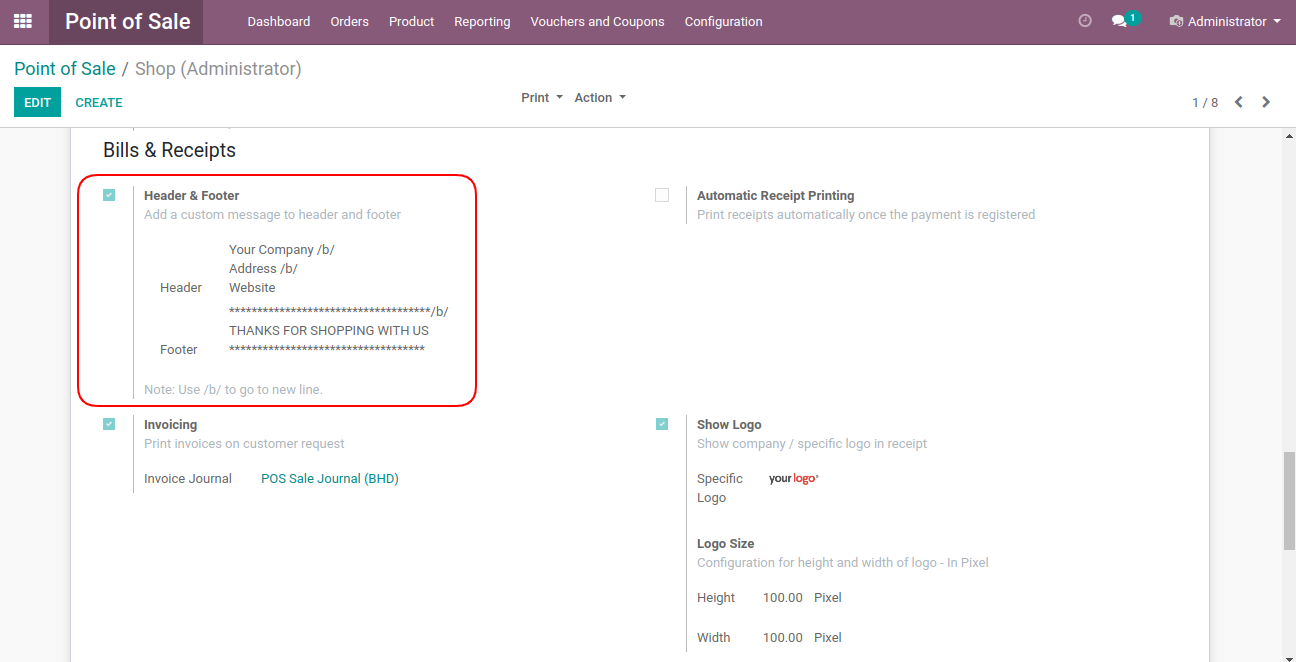 Point of Sale Dashboard Orders Product Reporting Vouchers and Coupons Configuration 1 Administrator
Point of Sale / Shop (Administrator)
EDIT CREATE Print Action 1 / 8
Bills & Receipts
Header & Footer
Add a custom message to header and footer
Your Company /b/
Address /b/
Header Website
************************************/b/
THANKS FOR SHOPPING WITH US
Footer ***********************************
Note: Use /b/ to go to new line.
Automatic Receipt Printing
Print receipts automatically once the payment is registered
Invoicing
Print invoices on customer request
Invoice Journal POS Sale Journal (BHD)
Show Logo
Show company / specific logo in receipt
Specific yourlogo
Logo
Logo Size
Configuration for height and width of logo - In Pixel
Height 100.00 Pixel
Width 100.00 Pixel